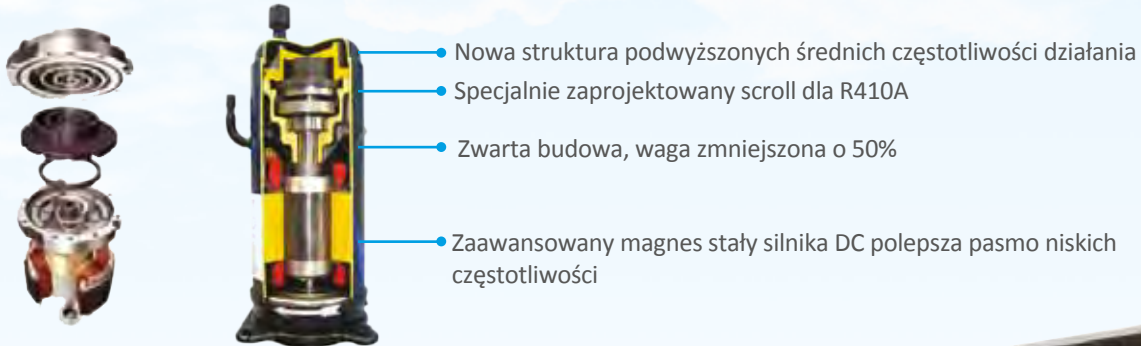 Nowa struktura podwyższonych średnich częstotliwości działania
Specjalnie zaprojektowany scroll dla R410A
Zwarta budowa, waga zmniejszona o 50%
Zaawansowany magnes stały silnika DC polepsza pasmo niskich
częstotliwości